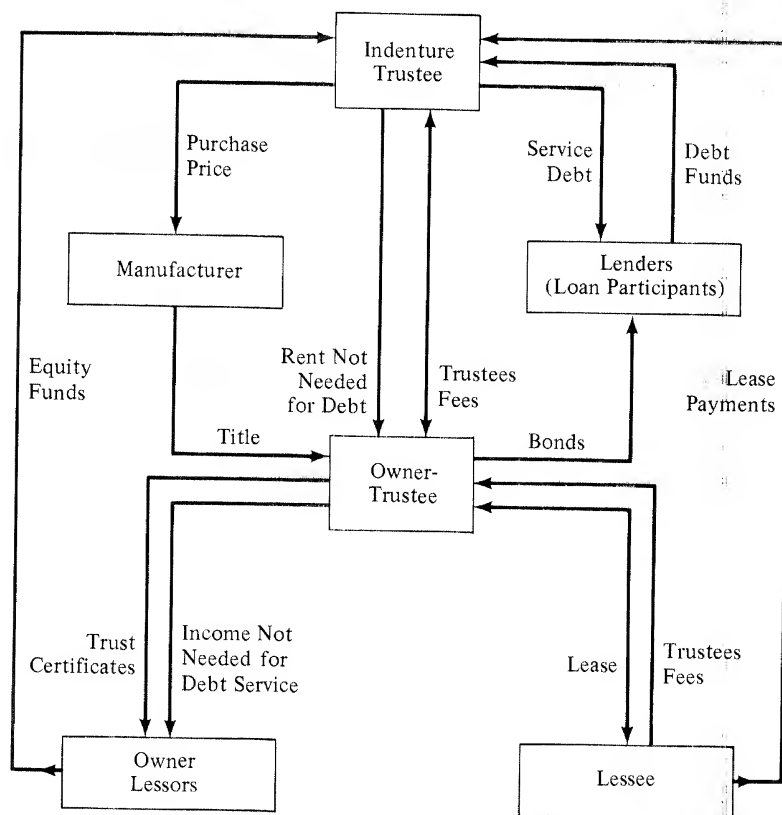 Indenture
Trustee
Purchase
Price
Service
Debt
Debt
Funds
Manufacturer
Lenders
(Loan Participants)
Equity
Funds
Rent Not
Needed
for Debt
Trustees
Fees
Lease
Payments
Title
Owner-
Trustee
Bonds
Trust
Certificates
Income Not
Needed for
Debt Service
Lease
Trustees
Fees
Owner
Lessors
Lessee